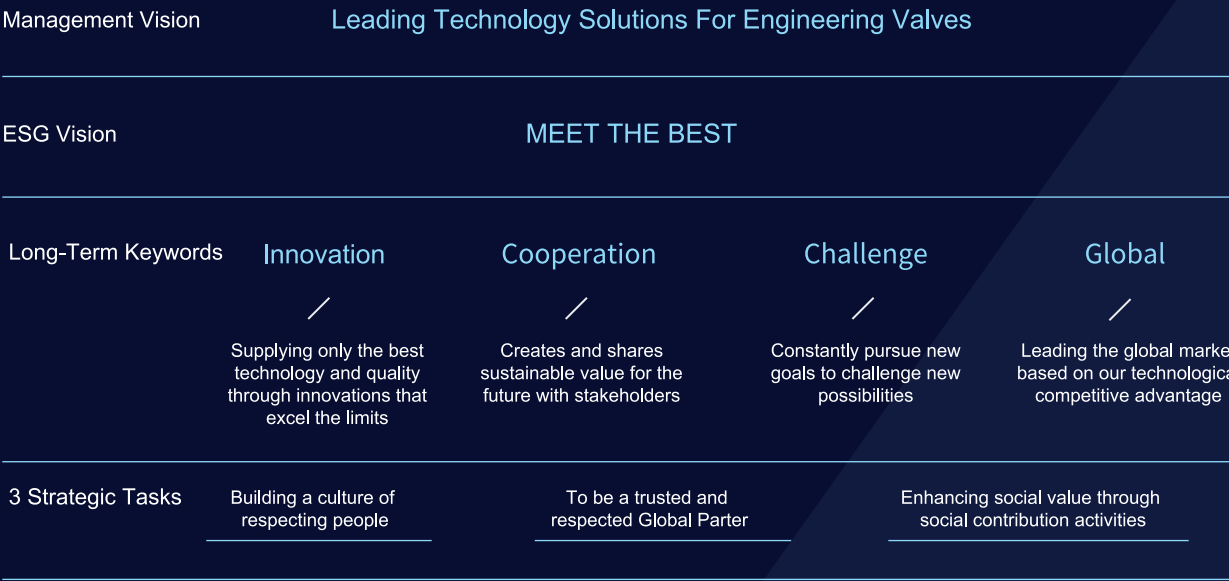 Management Vision
Leading Technology Solutions For Engineering Valves
ESG Vision
MEET THE BEST
Long-Term Keywords
Innovation
Supplying only the best
technology and quality
through innovations that
excel the limits
Cooperation
Creates and shares
sustainable value for the
future with stakeholders
Challenge
Constantly pursue new
goals to challenge new
possibilities
Global
Leading the global marke
based on our technologica
competitive advantage
3 Strategic Tasks
Building a culture of
respecting people
To be a trusted and
respected Global Parter
Enhancing social value through
social contribution activities